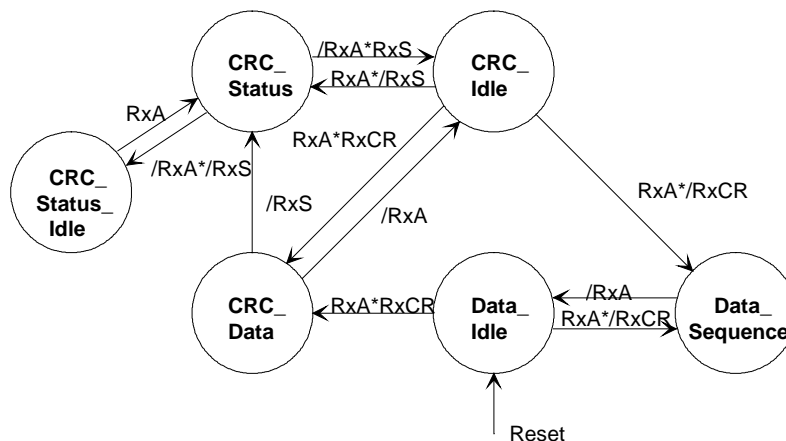 CRC_
Status
/RxA*RxS
RxA*/RxS
CRC_
Idle
RxA
/RxA*/RxS
CRC_
Status_
Idle
RxA*RxCR
/RxA
/RxS
RxA*/RxCR
CRC_
Data
RxA*RxCR
Data_
Idle
/RxA
RxA*/RxCR
Data_
Sequence
Reset